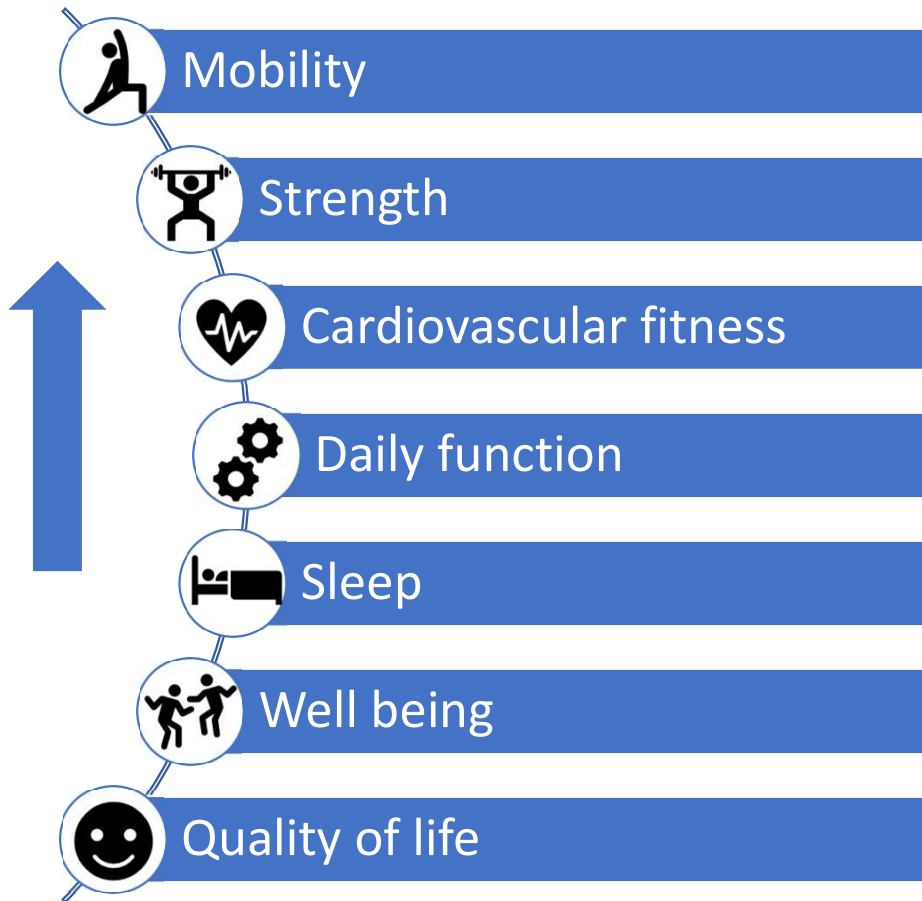 Mobility
Strength
Cardiovascular fitness
Daily function
Sleep
Well being
Quality of life